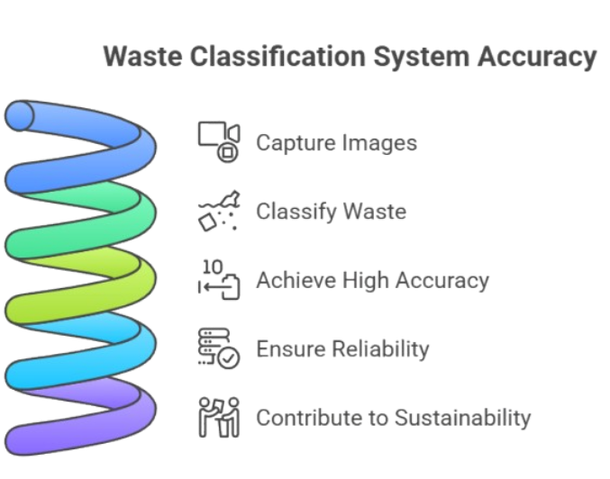 Waste Classification System Accuracy
Capture Images
Classify Waste
10
Achieve High Accuracy
Ensure Reliability
Contribute to Sustainability